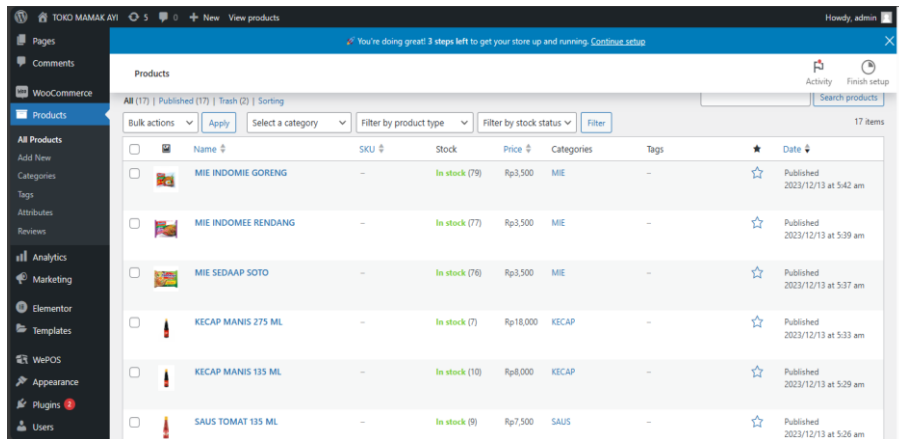 TOKO MAMAK AYI 5 0 + New View products Howdy, admin
Pages
Comments
WooCommerce
Products
All Products
Add New
Categories
Tags
Attributes
Reviews
Analytics
Marketing
Elementor
Templates
WePOS
Appearance
Plugins 2
Users
You're doing great! 3 steps left to get your store up and running. Continue setup
Products
Activity Finish setup
All (17) | Published (17) | Trash (2) | Sorting
Search products
Bulk actions Apply Select a category Filter by product type Filter by stock status Filter 17 items
Name SKU Stock Price Categories Tags Date
MIE INDOMIE GORENG – In stock (79) Rp3,500 MIE – Published
2023/12/13 at 5:42 am
MIE INDOMEE RENDANG – In stock (77) Rp3,500 MIE – Published
2023/12/13 at 5:39 am
MIE SEDAAP SOTO – In stock (76) Rp3,500 MIE – Published
2023/12/13 at 5:37 am
KECAP MANIS 275 ML – In stock (7) Rp18,000 KECAP – Published
2023/12/13 at 5:33 am
KECAP MANIS 135 ML – In stock (10) Rp8,000 KECAP – Published
2023/12/13 at 5:29 am
SAUS TOMAT 135 ML – In stock (9) Rp7,500 SAUS – Published
2023/12/13 at 5:26 am